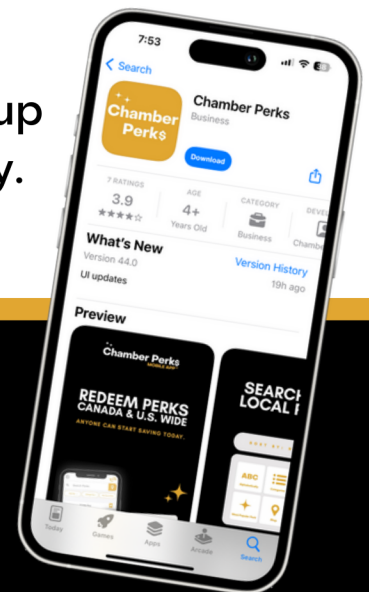 up
y.
7:53
Search
Chamber
Perks
Chamber Perks
Business
Download
7 RATINGS
3.9
AGE
4+
Years Old
CATEGORY
Business
DEVEL
Chambe
What's New
Version History
Version 44.0
19h ago
UI updates
Preview
Chamber Perks
MOBILE APP
REDEEM PERKS
CANADA & U.S. WIDE
ANYONE CAN START SAVING TODAY.
SEARCH
LOCAL
ABC
Today
Games
Apps
Arcade
Search